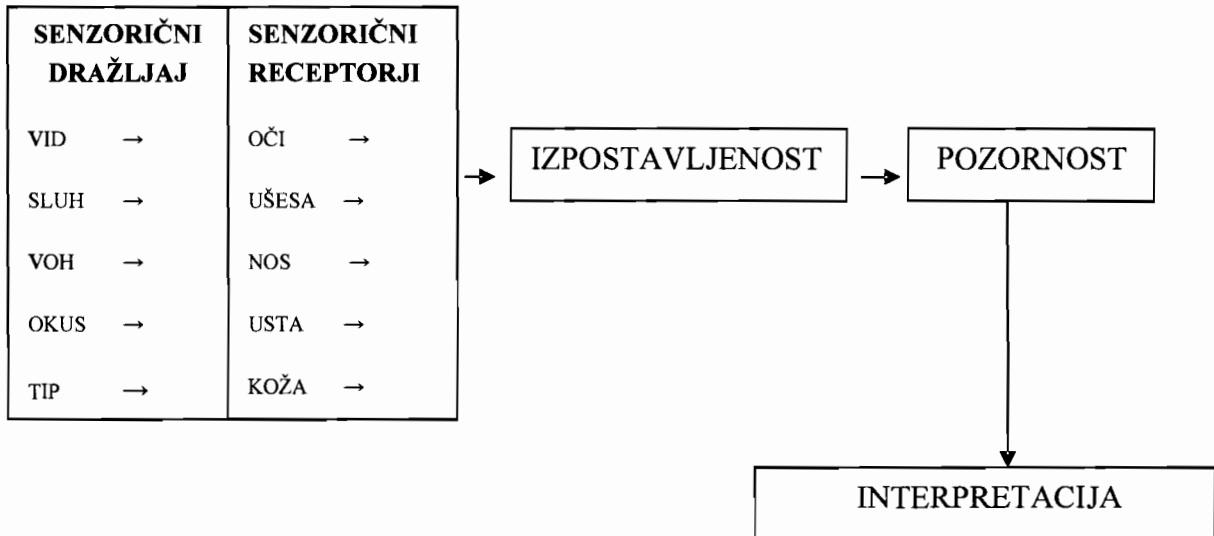 SENZORIČNI
DRAŽLJAJ
SENZORIČNI
RECEPTORJI
VID →
OČI →
SLUH →
UŠESA →
VOH →
NOS →
OKUS →
USTA →
TIP →
KOŽA →
IZPOSTAVLJENOST
POZORNOST
INTERPRETACIJA